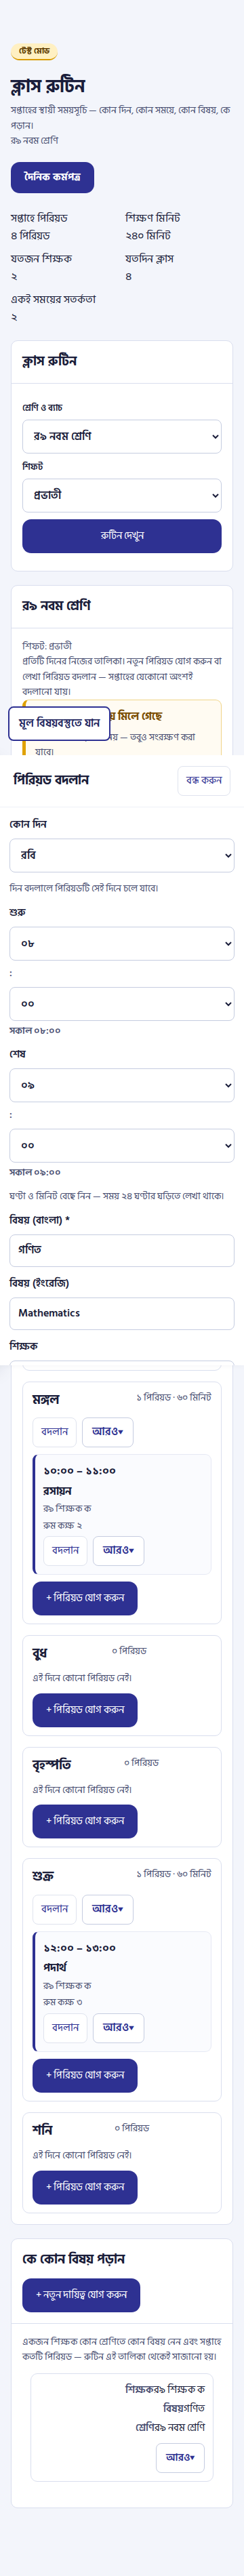 টেস্ট মোড
ক্লাস রুটিন
সপ্তাহের স্থায়ী সময়সূচি — কোন দিন, কোন সময়ে, কোন বিষয়, কে
পড়ান।
র৯ নবম শ্রেণি
দৈনিক কর্মপত্র
সপ্তাহে পিরিয়ড
শিক্ষণ মিনিট
৪ পিরিয়ড
২৪০ মিনিট
যতজন শিক্ষক
যতদিন ক্লাস
২
৪
একই সময়ের সতর্কতা
২
ক্লাস রুটিন
শ্রেণি ও ব্যাচ
র৯ নবম শ্রেণি
শিফট
প্রভাতী
রুটিন দেখুন
র৯ নবম শ্রেণি
শিফট: প্রভাতী
প্রতিটি দিনের নিজের তালিকা। নতুন পিরিয়ড যোগ করুন বা
লেখা পিরিয়ড বদলান — সপ্তাহের যেকোনো অংশই
বদলানো যায়।
মিলে গেছে
মূল বিষয়বস্তুতে যান
— তবুও সংরক্ষণ করা
যাবে।
পিরিয়ড বদলান
বন্ধ করুন
কোন দিন
রবি
দিন বদলালে পিরিয়ডটি সেই দিনে চলে যাবে।
শুরু
০৮
:
০০
সকাল ০৮:০০
শেষ
০৯
:
০০
সকাল ০৯:০০
ঘণ্টা ও মিনিট বেছে নিন — সময় ২৪ ঘণ্টার ঘড়িতে লেখা থাকে।
বিষয় (বাংলা) *
গণিত
বিষয় (ইংরেজি)
Mathematics
শিক্ষক
মঙ্গল
১ পিরিয়ড · ৬০ মিনিট
বদলান
আরও▾
১০:০০ – ১১:০০
রসায়ন
র৯ শিক্ষক ক
রুম কক্ষ ২
বদলান
আরও▾
+ পিরিয়ড যোগ করুন
বুধ
০ পিরিয়ড
এই দিনে কোনো পিরিয়ড নেই।
+ পিরিয়ড যোগ করুন
বৃহস্পতি
০ পিরিয়ড
এই দিনে কোনো পিরিয়ড নেই।
+ পিরিয়ড যোগ করুন
শুক্র
১ পিরিয়ড · ৬০ মিনিট
বদলান
আরও▾
১২:০০ – ১৩:০০
পদার্থ
র৯ শিক্ষক ক
রুম কক্ষ ৩
বদলান
আরও▾
+ পিরিয়ড যোগ করুন
শনি
০ পিরিয়ড
এই দিনে কোনো পিরিয়ড নেই।
+ পিরিয়ড যোগ করুন
কে কোন বিষয় পড়ান
+ নতুন দায়িত্ব যোগ করুন
একজন শিক্ষক কোন শ্রেণিতে কোন বিষয় নেন এবং সপ্তাহে
কতটি পিরিয়ড — রুটিন এই তালিকা থেকেই সাজানো হয়।
শিক্ষকর৯ শিক্ষক ক
বিষয়গণিত
শ্রেণির৯ নবম শ্রেণি
আরও▾